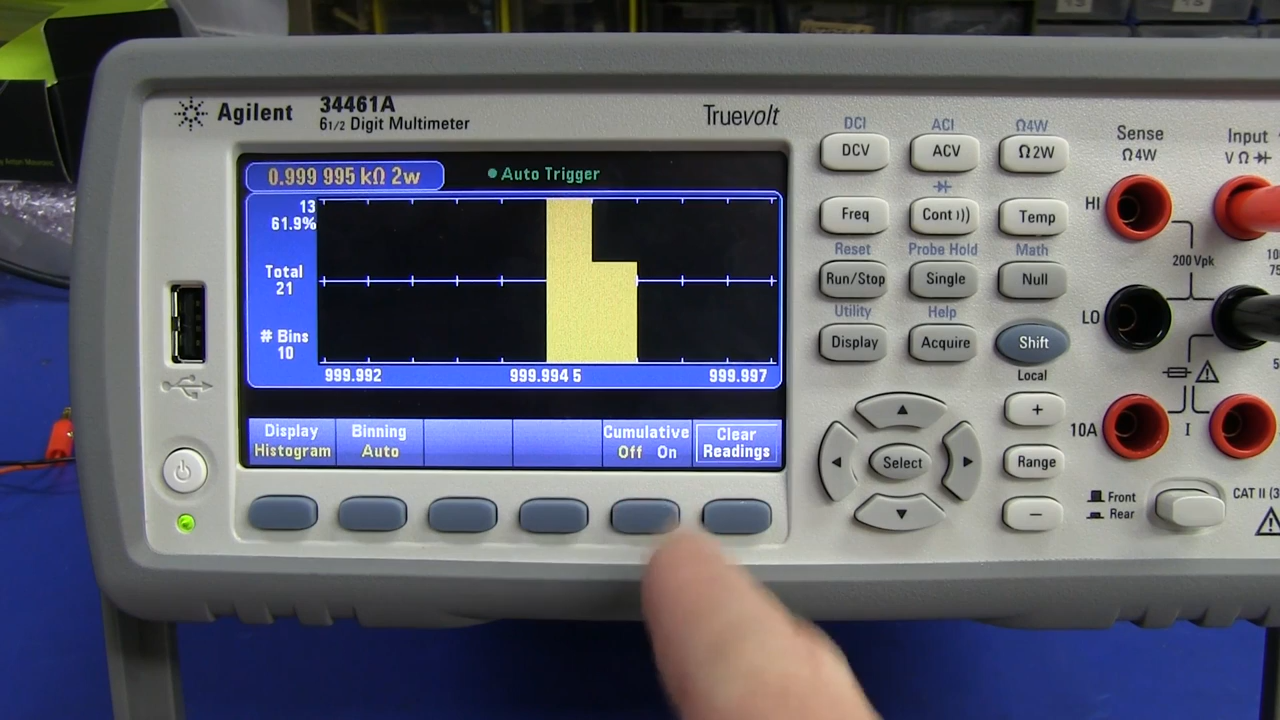 Agilent
34461A
6½ Digit Multimeter
Truevolt
0.999 995 kΩ 2w
Auto Trigger
13
61.9%
Total
21
# Bins
10
999.992
999.994 5
999.997
Display
Histogram
Binning
Auto
Cumulative
Off On
Clear
Readings
DCI
ACI
Ω4W
DCV
ACV
Ω2W
Freq
Cont
Temp
Reset
Probe Hold
Math
Run/Stop
Single
Null
Utility
Help
Display
Acquire
Shift
Local
+
Select
Range
−
Sense
Ω4W
Input
V Ω
HI
200 Vpk
LO
10A
I
Front
Rear
CAT II